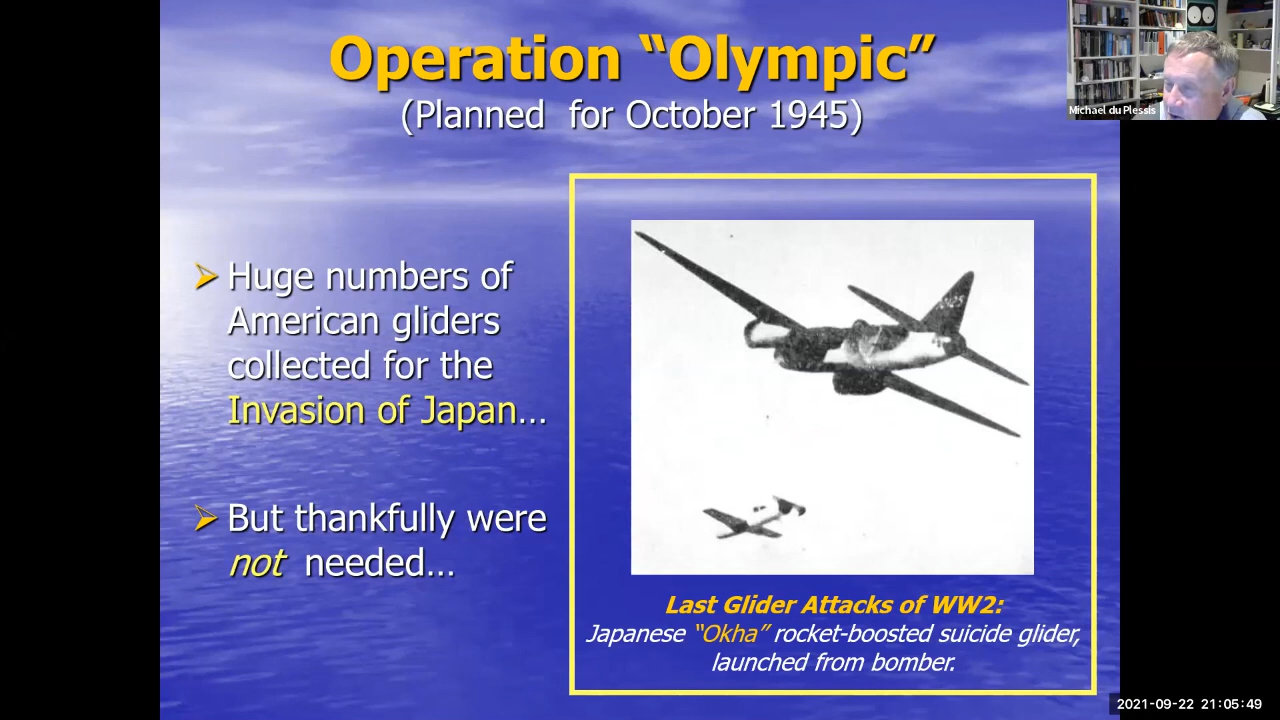 Operation “Olympic”
(Planned for October 1945)
Michael du Plessis
Huge numbers of
American gliders
collected for the
Invasion of Japan...
But thankfully were
not needed...
Last Glider Attacks of WW2:
Japanese “Okha” rocket-boosted suicide glider,
launched from bomber.
2021-09-22 21:05:49